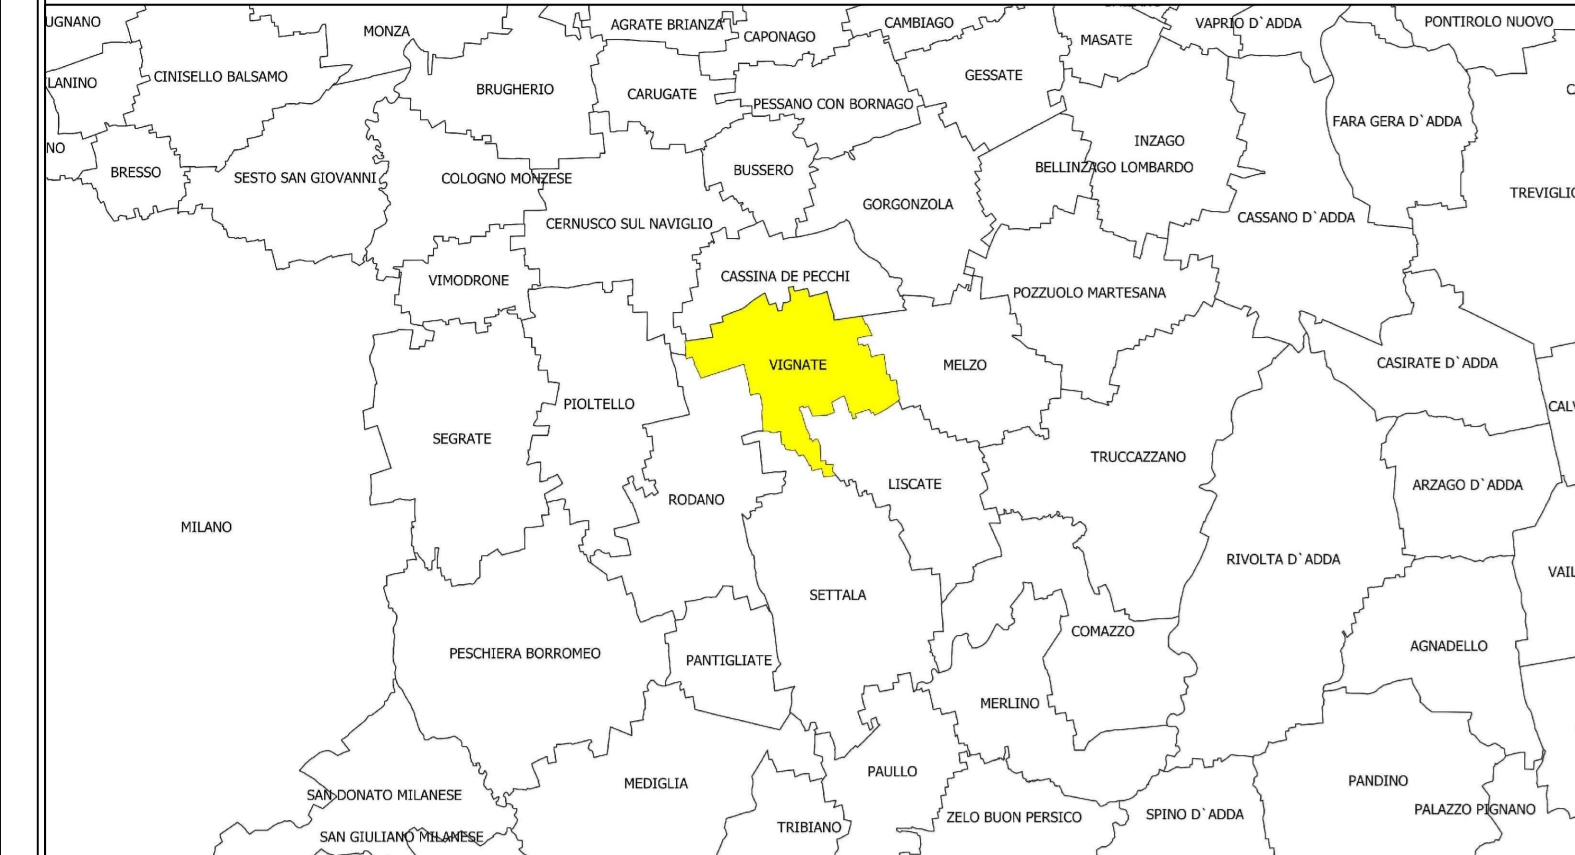 UGNANO
MONZA
AGRATE BRIANZA
CAPONAGO
CAMBIAGO
MASATE
VAPRIO D`ADDA
PONTIROLO NUOVO
LANINO
CINISELLO BALSAMO
BRUGHERIO
CARUGATE
PESSANO CON BORNAGO
GESSATE
C
FARA GERA D`ADDA
INZAGO
NO
BRESSO
SESTO SAN GIOVANNI
COLOGNO MONZESE
BUSSERO
BELLINZAGO LOMBARDO
TREVIGLIO
GORGONZOLA
CASSANO D`ADDA
CERNUSCO SUL NAVIGLIO
VIMODRONE
CASSINA DE PECCHI
POZZUOLO MARTESANA
VIGNATE
MELZO
CASIRATE D`ADDA
PIOLTELLO
CALV
SEGRATE
TRUCCAZZANO
LISCATE
ARZAGO D`ADDA
RODANO
MILANO
RIVOLTA D`ADDA
VAIL
SETTALA
COMAZZO
AGNADELLO
PESCHIERA BORROMEO
PANTIGLIATE
MERLINO
PAULLO
MEDIGLIA
PANDINO
SAN DONATO MILANESE
PALAZZO PIGNANO
ZELO BUON PERSICO
SPINO D`ADDA
TRIBIANO
SAN GIULIANO MILANESE